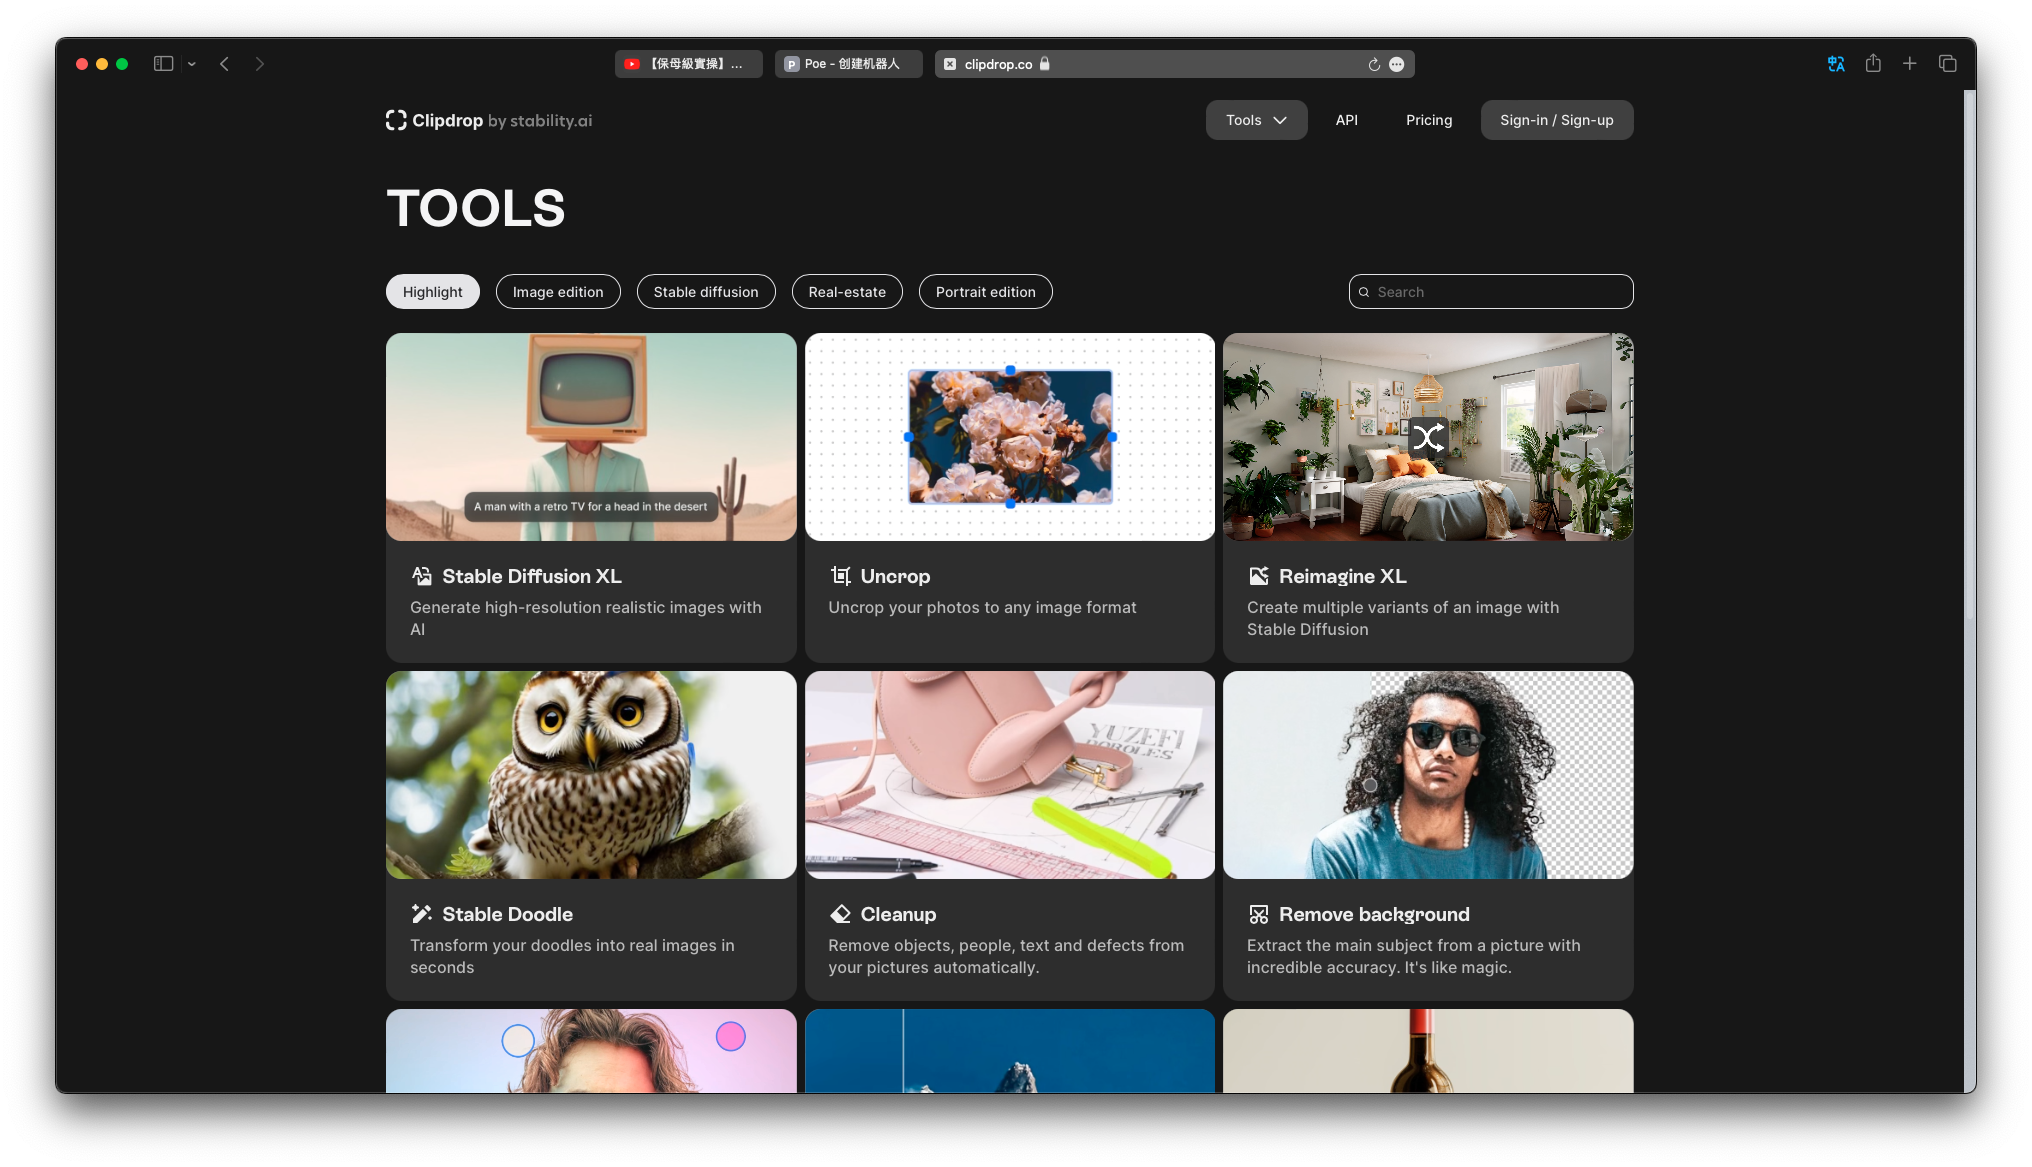 【保母級實操】...
Poe - 创建机器人
clipdrop.co
Clipdrop by stability.ai
Tools
API
Pricing
Sign-in / Sign-up
TOOLS
Highlight
Image edition
Stable diffusion
Real-estate
Portrait edition
Search
A man with a retro TV for a head in the desert
Stable Diffusion XL
Generate high-resolution realistic images with
AI
Uncrop
Uncrop your photos to any image format
Reimagine XL
Create multiple variants of an image with
Stable Diffusion
YUZEFI
Stable Doodle
Transform your doodles into real images in
seconds
Cleanup
Remove objects, people, text and defects from
your pictures automatically.
Remove background
Extract the main subject from a picture with
incredible accuracy. It's like magic.